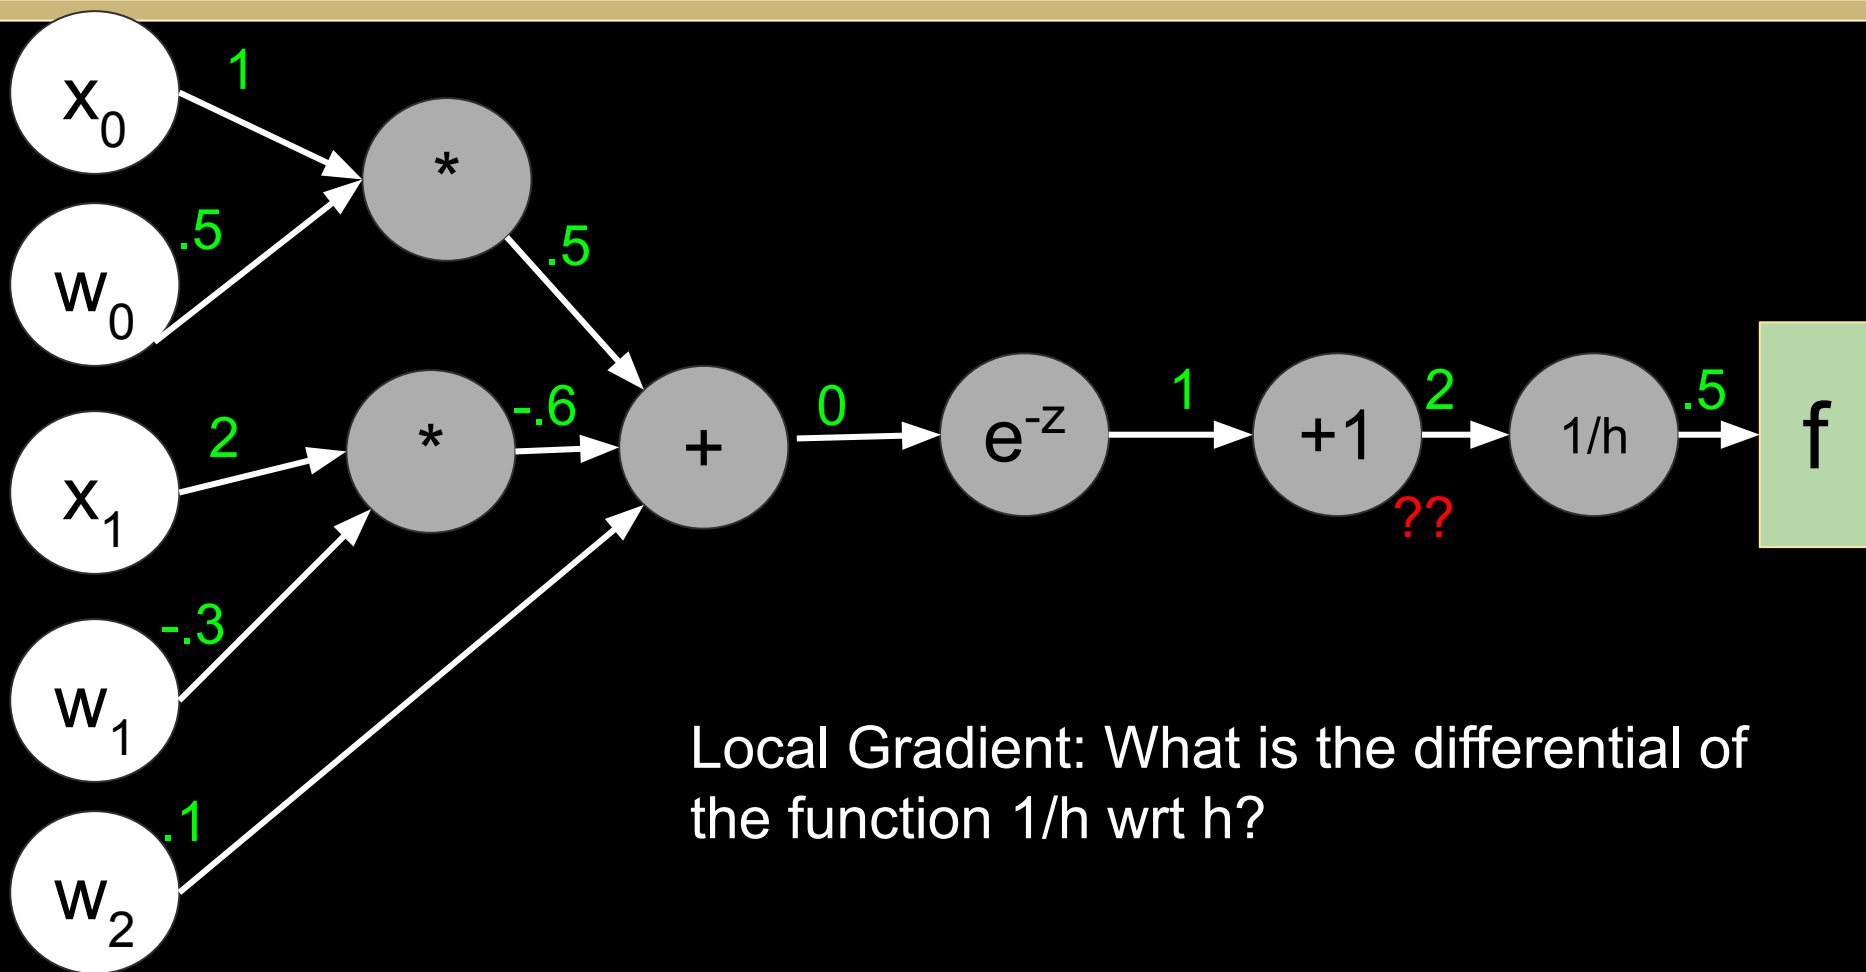 x0
1
*
w0
.5
.5
x1
2
*
-.6
+
0
e-z
1
+1
2
1/h
.5
f
??
w1
-.3
w2
.1
Local Gradient: What is the differential of
the function 1/h wrt h?